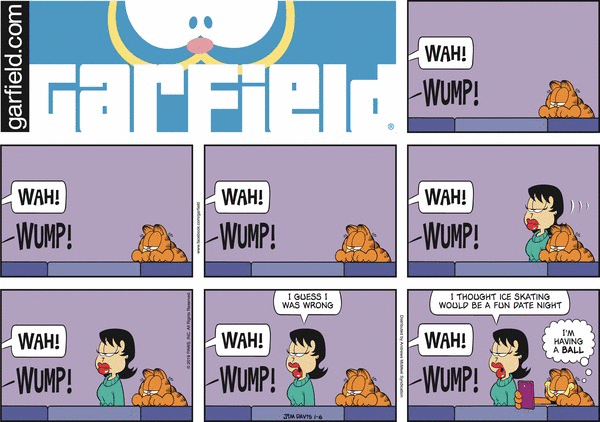 garfield.com
GARFIELD®
WAH!
WUMP!
WAH!
WUMP!
www.facebook.com/garfield
WAH!
WUMP!
WAH!
WUMP!
WAH!
WUMP!
© 2019 PAWS, INC. All Rights Reserved.
I GUESS I
WAS WRONG
WAH!
WUMP!
JIM DAVIS 1-6
Distributed by Andrews McMeel Syndication
I THOUGHT ICE SKATING
WOULD BE A FUN DATE NIGHT
WAH!
WUMP!
I'M
HAVING
A BALL